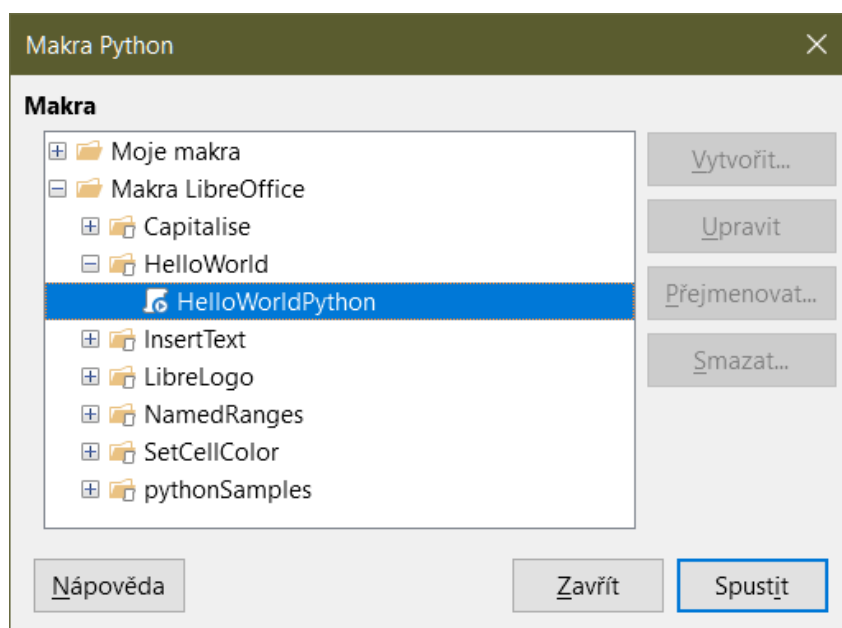 Makra Python
Makra
Moje makra
Makra LibreOffice
Capitalise
HelloWorld
HelloWorldPython
InsertText
LibreLogo
NamedRanges
SetCellColor
pythonSamples
Vytvořit...
Upravit
Přejmenovat...
Smazat...
Nápověda
Zavřít
Spustit